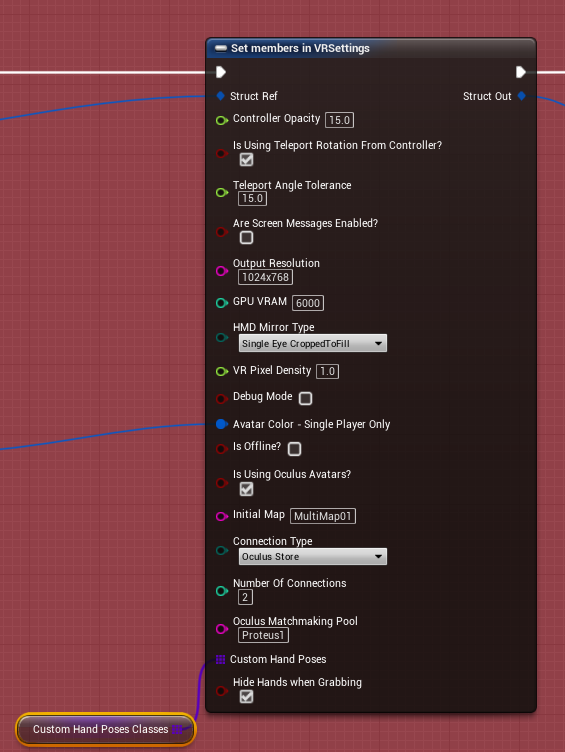 Set members in VRSettings
Struct Ref Struct Out
Controller Opacity 15.0
Is Using Teleport Rotation From Controller?
Teleport Angle Tolerance
15.0
Are Screen Messages Enabled?
Output Resolution
1024x768
GPU VRAM 6000
HMD Mirror Type
Single Eye CroppedToFill
VR Pixel Density 1.0
Debug Mode
Avatar Color - Single Player Only
Is Offline?
Is Using Oculus Avatars?
Initial Map MultiMap01
Connection Type
Oculus Store
Number Of Connections
2
Oculus Matchmaking Pool
Proteus1
Custom Hand Poses
Hide Hands when Grabbing
Custom Hand Poses Classes